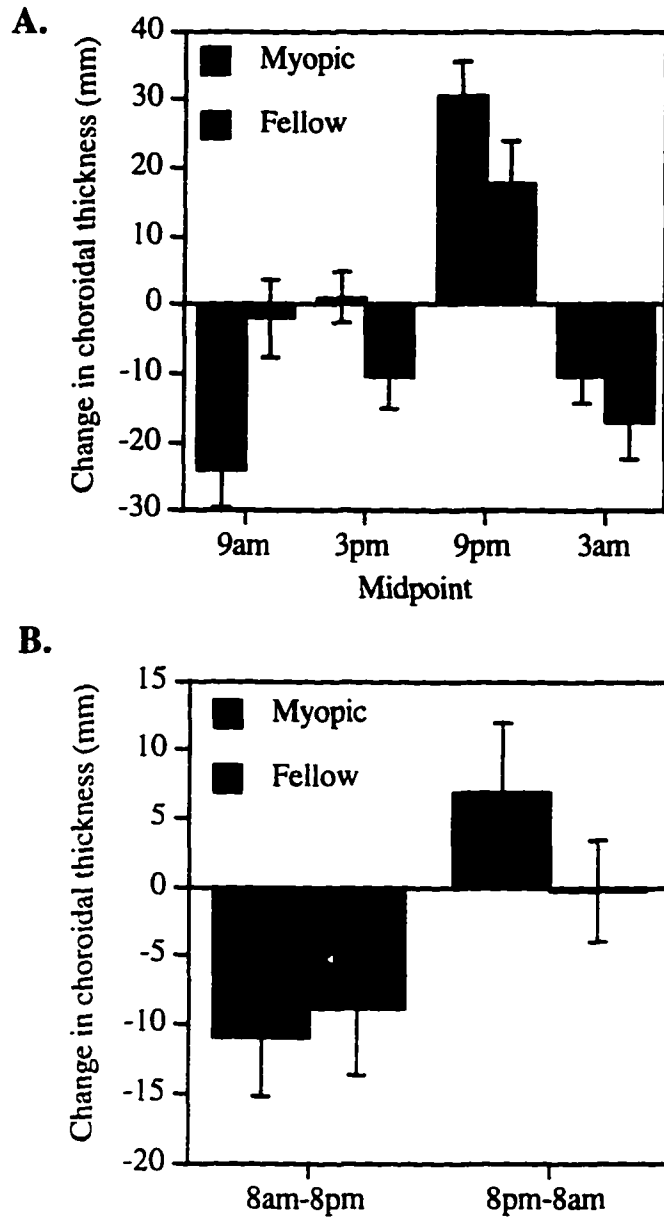 A.
Change in choroidal thickness (mm)
40
30
20
10
0
-10
-20
-30
Myopic
Fellow
9am 3pm 9pm 3am
Midpoint
B.
Change in choroidal thickness (mm)
15
10
5
0
-5
-10
-15
-20
Myopic
Fellow
8am-8pm 8pm-8am